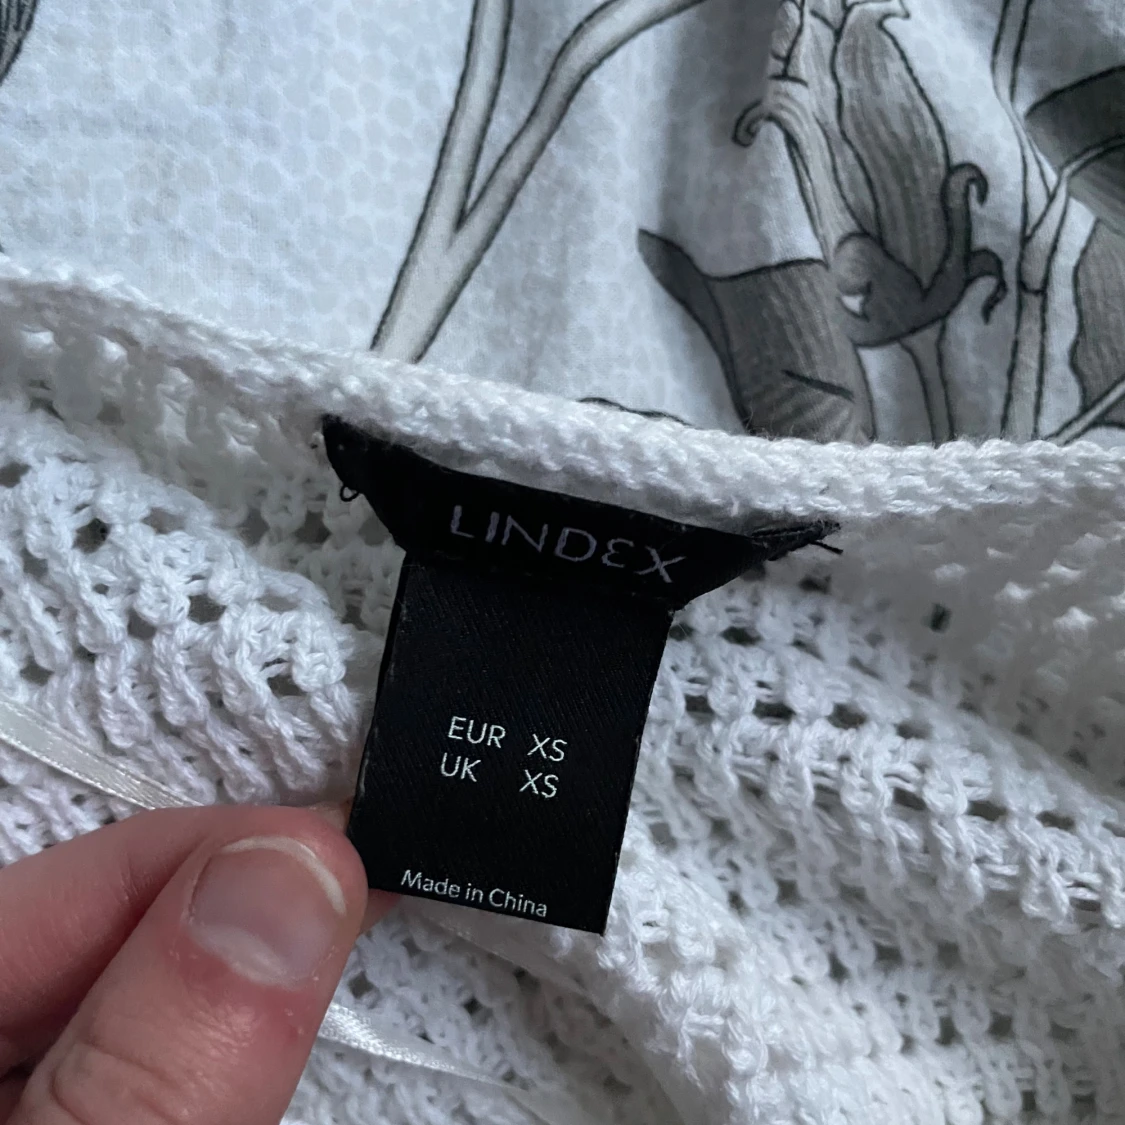 LINDEX
EUR XS
UK XS
Made in China